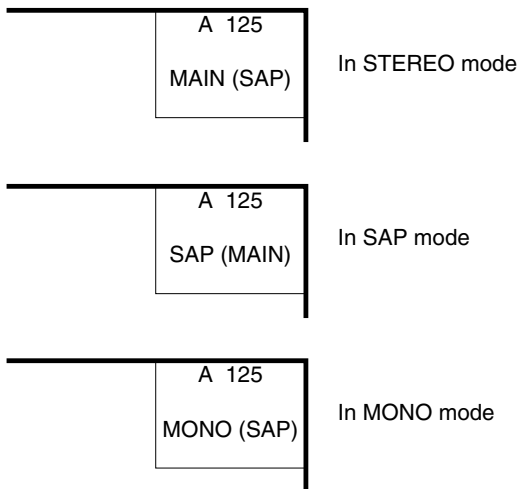 A 125
MAIN (SAP)
In STEREO mode
A 125
SAP (MAIN)
In SAP mode
A 125
MONO (SAP)
In MONO mode